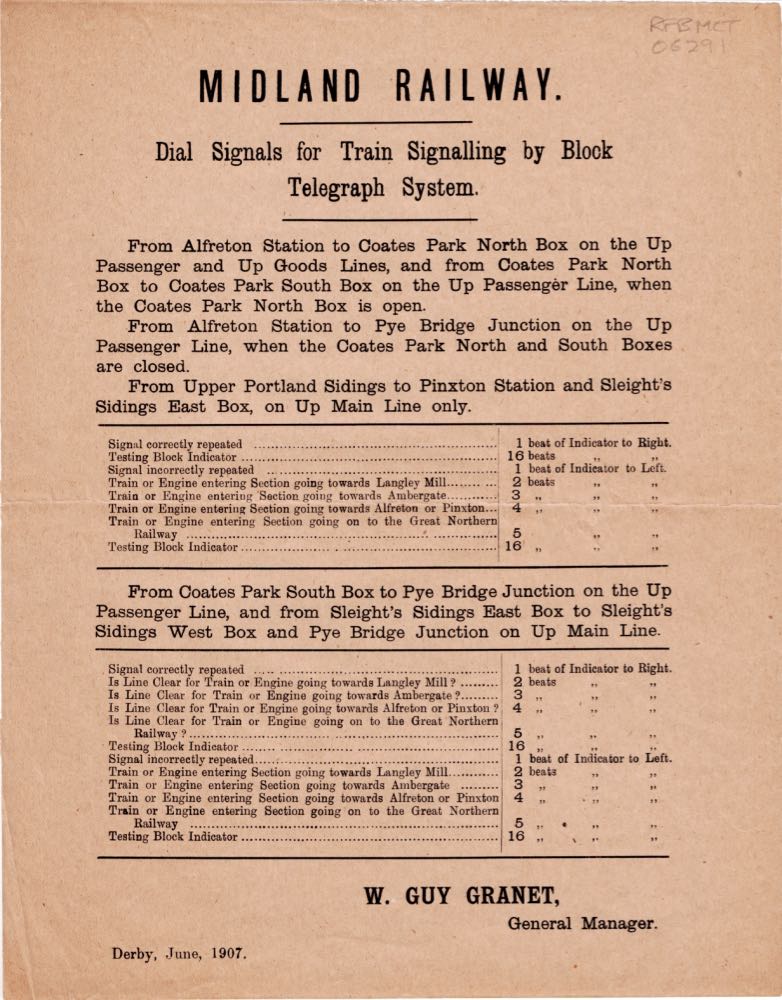 RFBMCT
06291
MIDLAND RAILWAY.
Dial Signals for Train Signalling by Block
Telegraph System.
From Alfreton Station to Coates Park North Box on the Up
Passenger and Up Goods Lines, and from Coates Park North
Box to Coates Park South Box on the Up Passenger Line, when
the Coates Park North Box is open.
From Alfreton Station to Pye Bridge Junction on the Up
Passenger Line, when the Coates Park North and South Boxes
are closed.
From Upper Portland Sidings to Pinxton Station and Sleight's
Sidings East Box, on Up Main Line only.
Signal correctly repeated ........ 1 beat of Indicator to Right.
Testing Block Indicator ........ 16 beats „ „
Signal incorrectly repeated ........ 1 beat of Indicator to Left.
Train or Engine entering Section going towards Langley Mill........ 2 beats „ „
Train or Engine entering Section going towards Ambergate........ 3 „ „ „
Train or Engine entering Section going towards Alfreton or Pinxton... 4 „ „ „
Train or Engine entering Section going on to the Great Northern
Railway ........ 5 „ „ „
Testing Block Indicator ........ 16 „ „ „
From Coates Park South Box to Pye Bridge Junction on the Up
Passenger Line, and from Sleight's Sidings East Box to Sleight's
Sidings West Box and Pye Bridge Junction on Up Main Line.
Signal correctly repeated ........ 1 beat of Indicator to Right.
Is Line Clear for Train or Engine going towards Langley Mill ? ........ 2 beats „ „
Is Line Clear for Train or Engine going towards Ambergate ?........ 3 „ „ „
Is Line Clear for Train or Engine going towards Alfreton or Pinxton ? 4 „ „ „
Is Line Clear for Train or Engine going on to the Great Northern
Railway ?........ 5 „ „ „
Testing Block Indicator ........ 16 „ „ „
Signal incorrectly repeated........ 1 beat of Indicator to Left.
Train or Engine entering Section going towards Langley Mill........ 2 beats „ „
Train or Engine entering Section going towards Ambergate ........ 3 „ „ „
Train or Engine entering Section going towards Alfreton or Pinxton 4 „ „ „
Train or Engine entering Section going on to the Great Northern
Railway ........ 5 „ „ „
Testing Block Indicator ........ 16 „ „ „
W. GUY GRANET,
General Manager.
Derby, June, 1907.